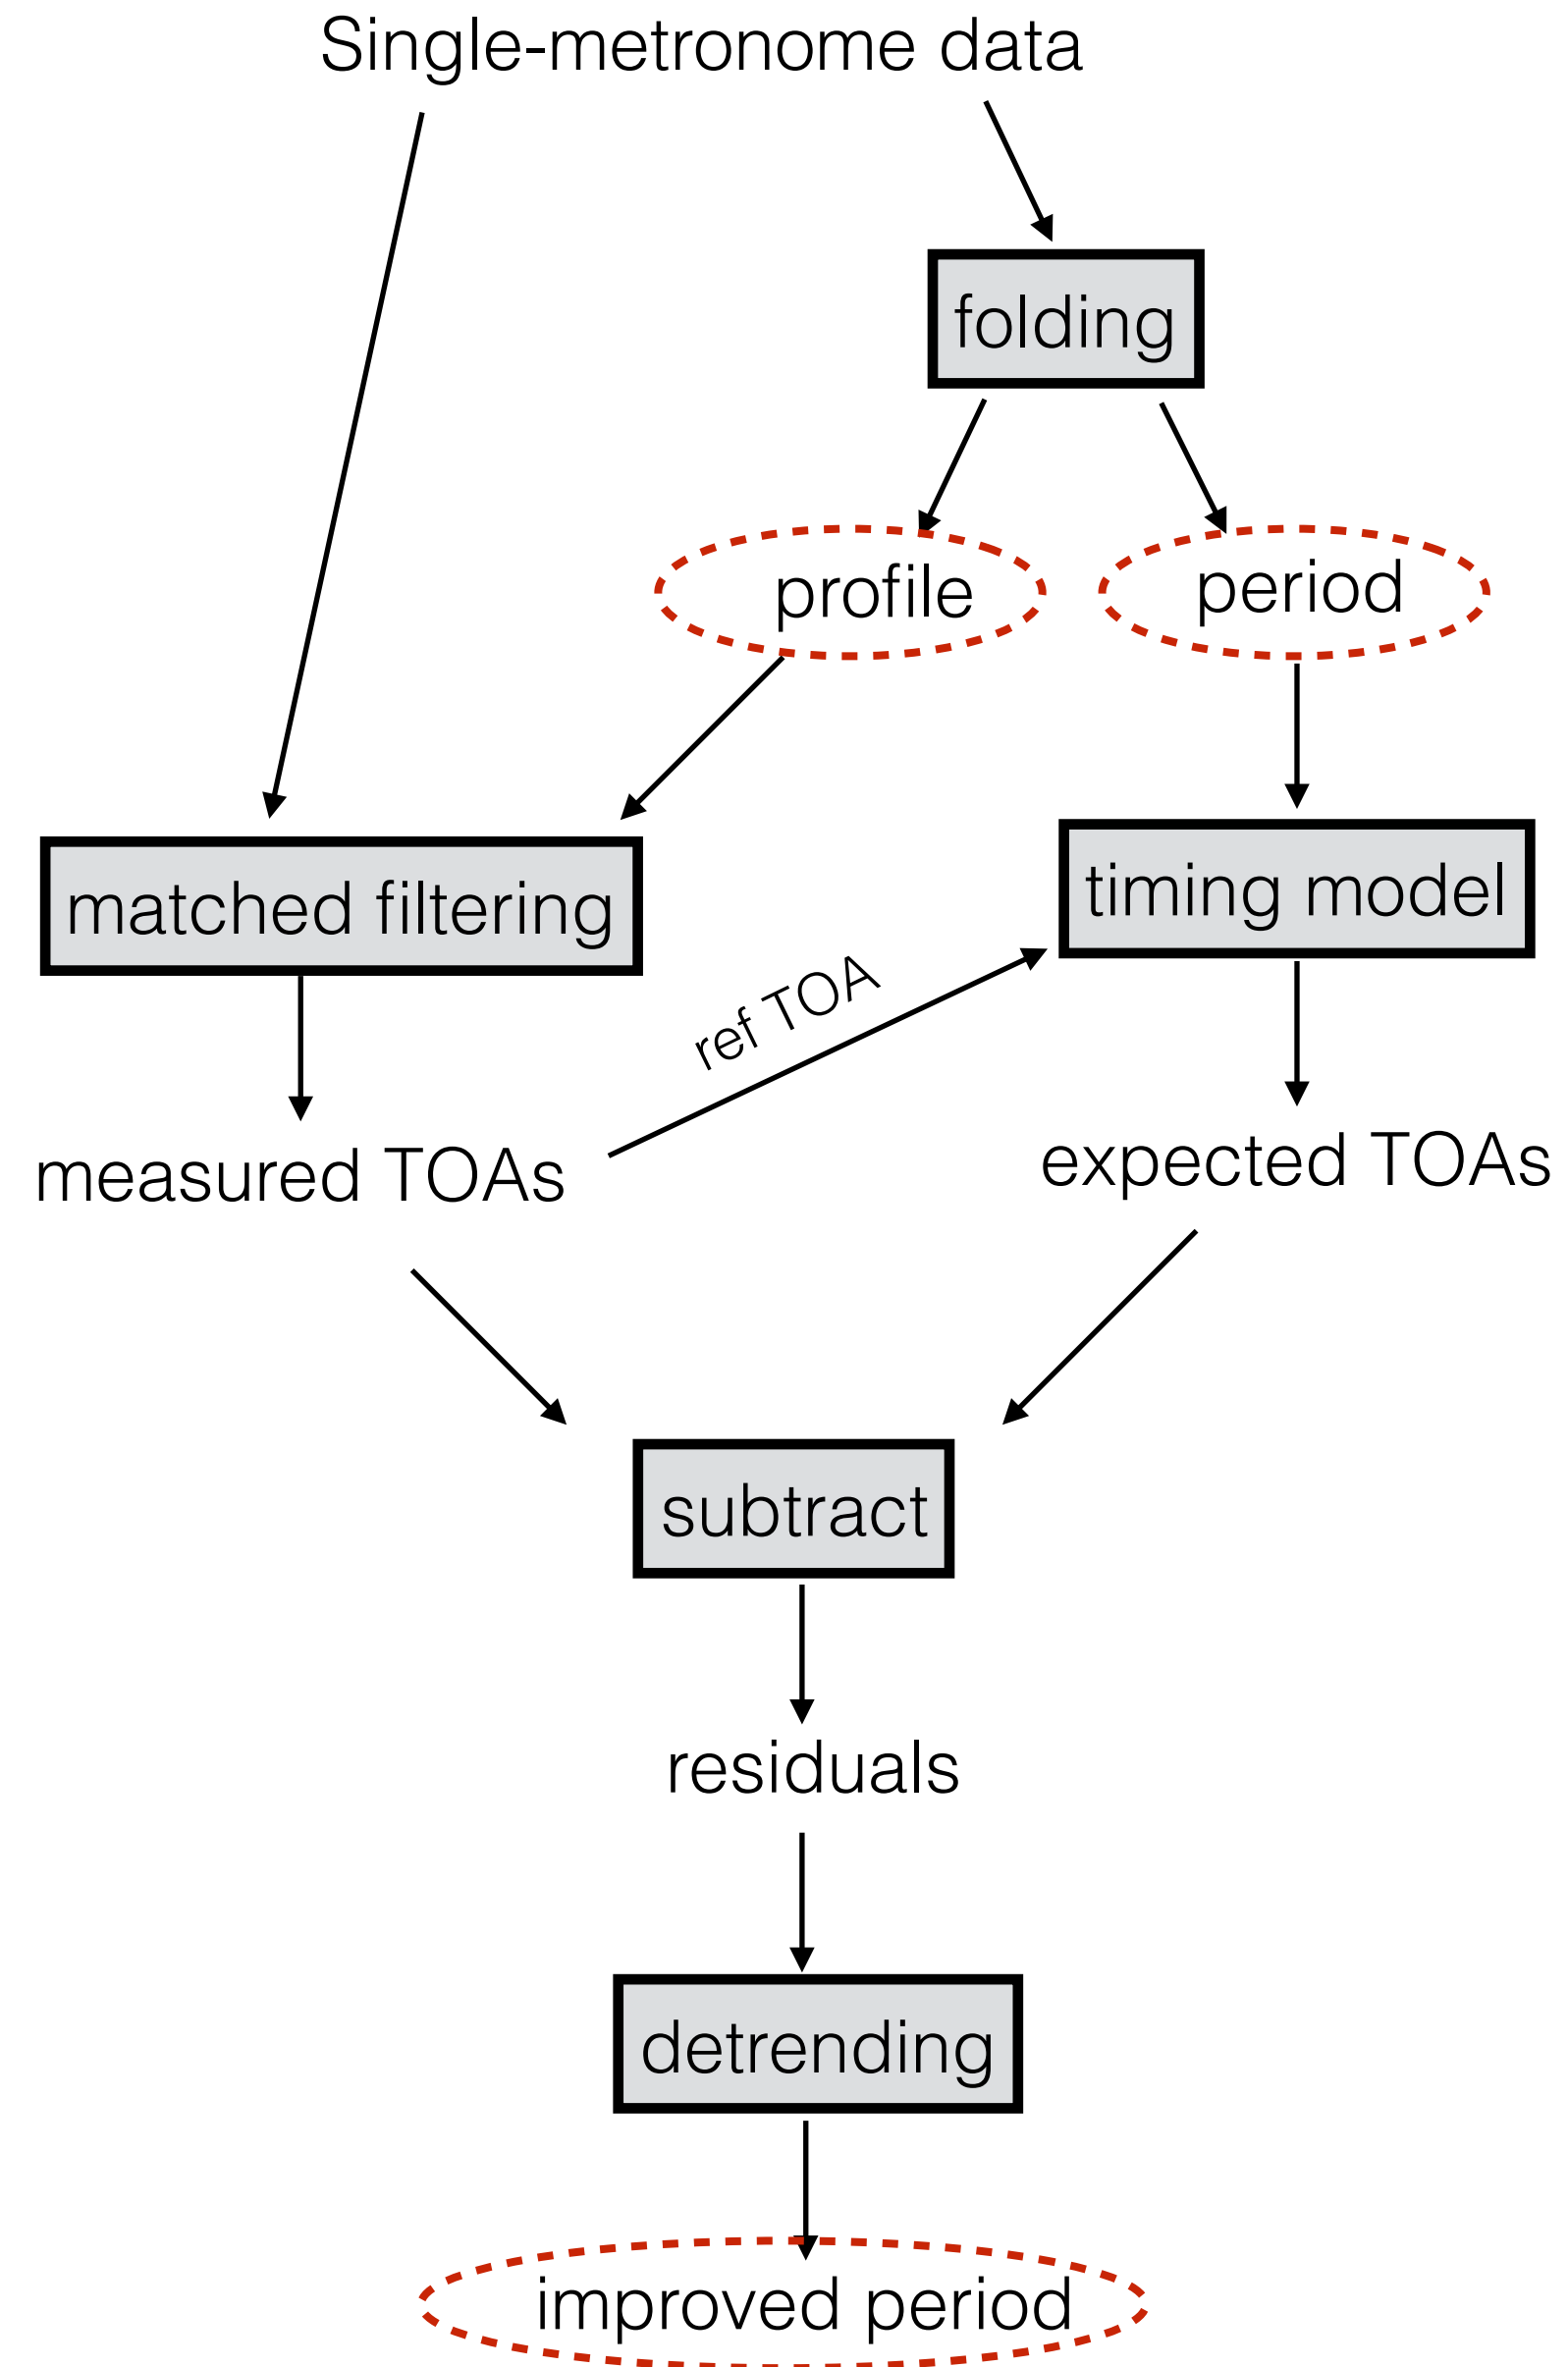 Single-metronome data
folding
profile
period
matched filtering
timing model
ref TOA
measured TOAs
expected TOAs
subtract
residuals
detrending
improved period